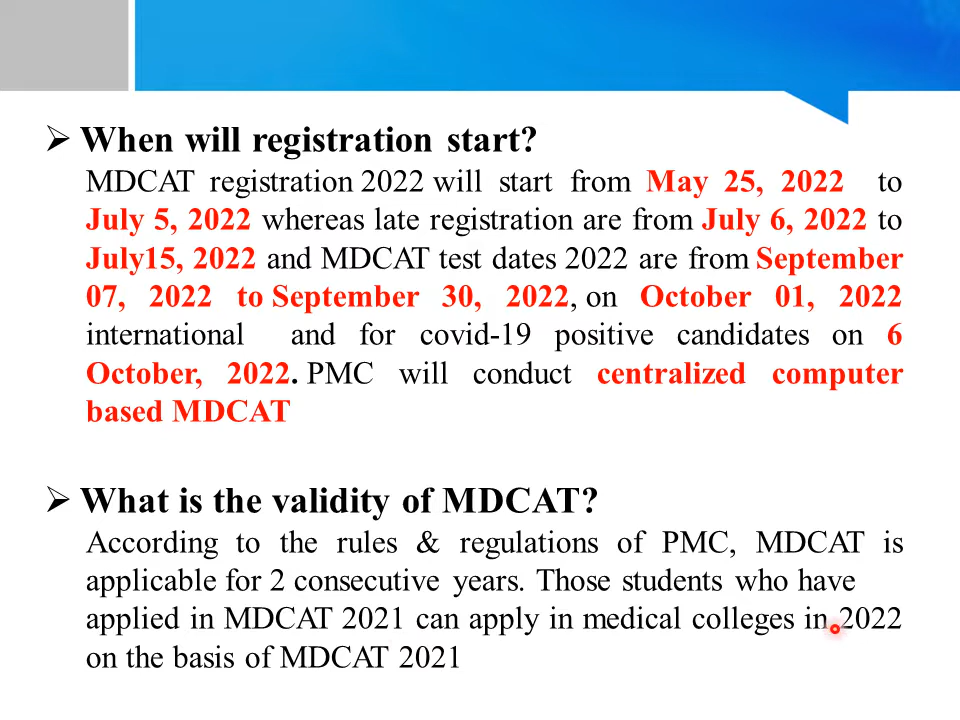 ➢ When will registration start?
MDCAT registration 2022 will start from May 25, 2022 to
July 5, 2022 whereas late registration are from July 6, 2022 to
July15, 2022 and MDCAT test dates 2022 are from September
07, 2022 to September 30, 2022, on October 01, 2022
international and for covid-19 positive candidates on 6
October, 2022. PMC will conduct centralized computer
based MDCAT
➢ What is the validity of MDCAT?
According to the rules & regulations of PMC, MDCAT is
applicable for 2 consecutive years. Those students who have
applied in MDCAT 2021 can apply in medical colleges in 2022
on the basis of MDCAT 2021